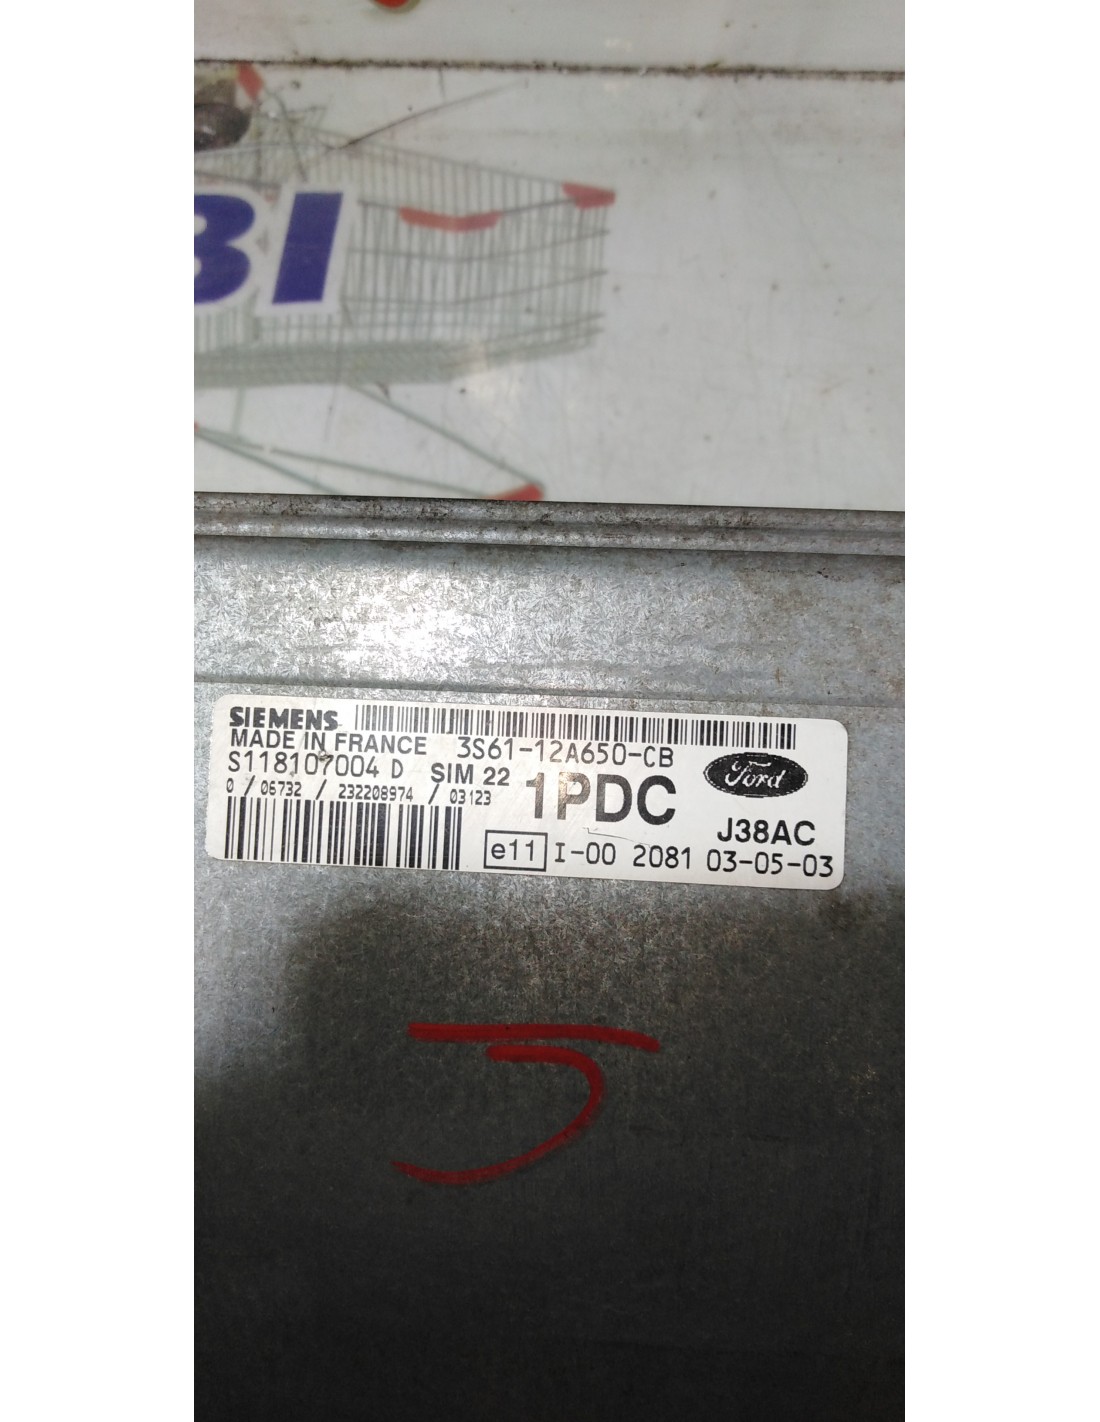 BI
SIEMENS
MADE IN FRANCE 3S61-12A650-CB
S118107004 D SIM 22 1PDC Ford
0 / 06732 / 232208974 / 03123
J38AC
e11 I-00 2081 03-05-03